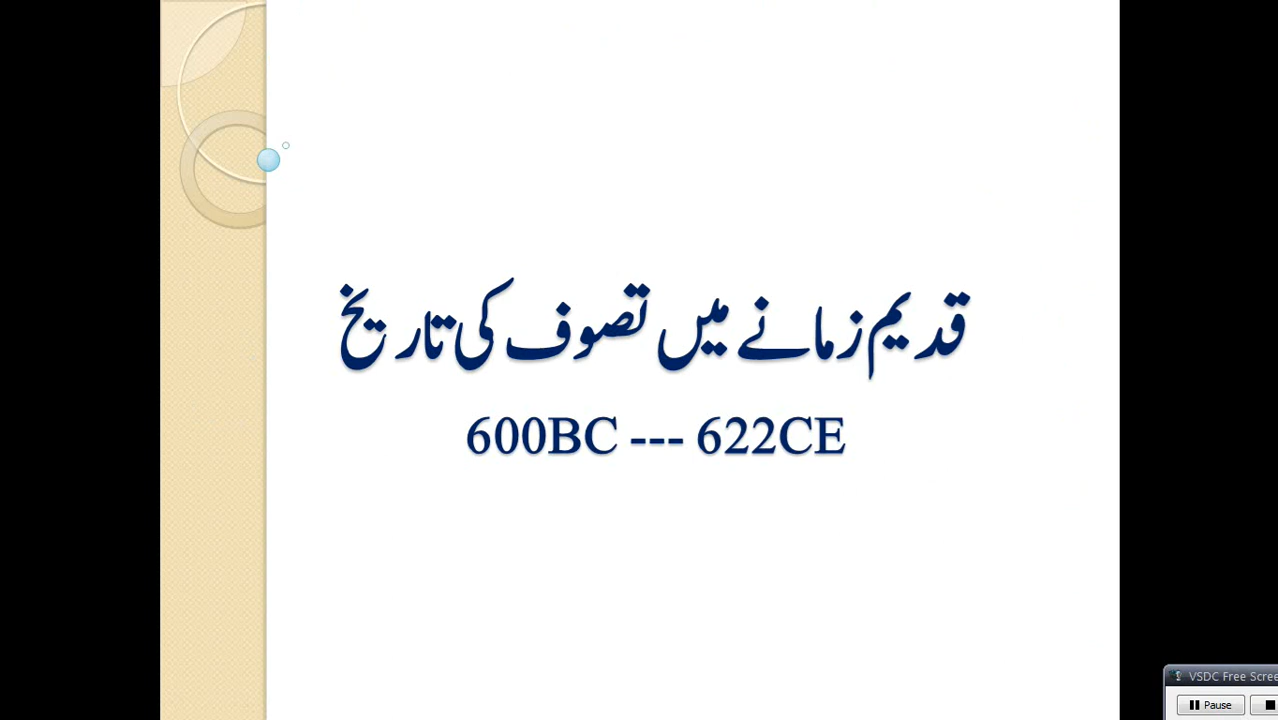 قدیم زمانے میں تصوف کی تاریخ
600BC --- 622CE
VSDC Free Scree
Pause